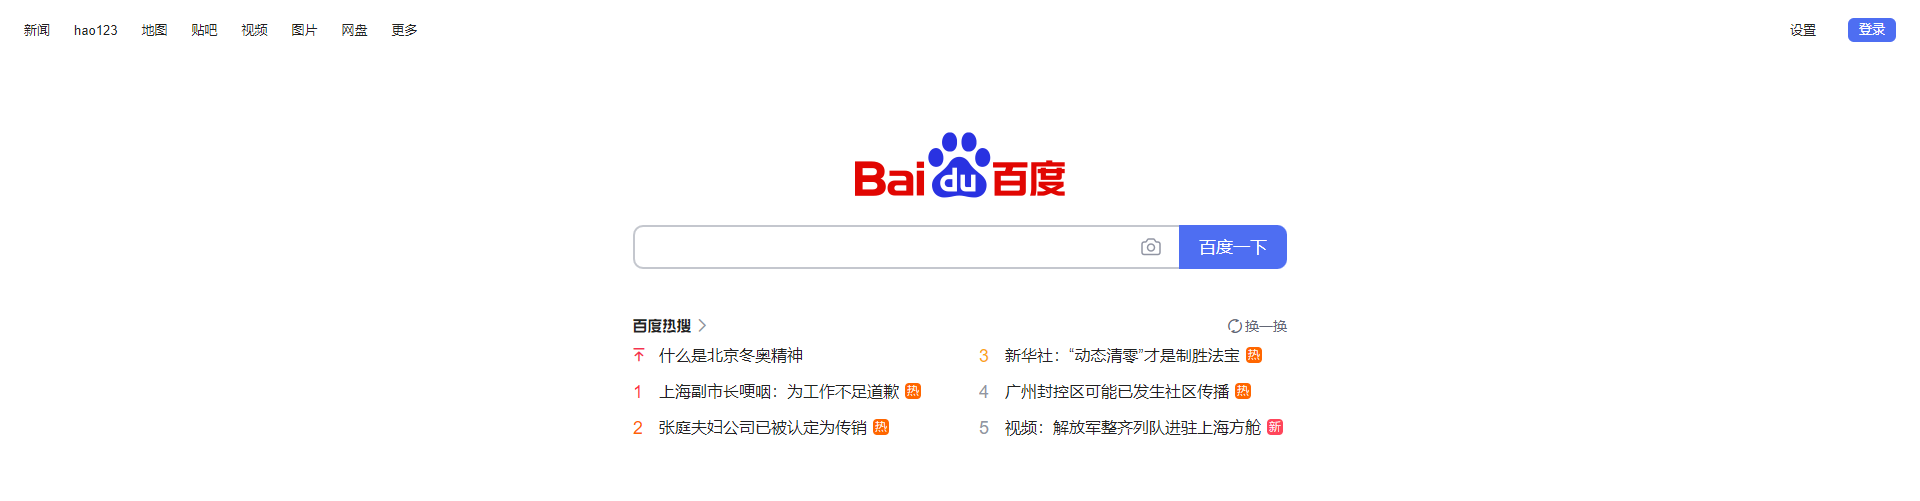 新闻 hao123 地图 贴吧 视频 图片 网盘 更多 设置 登录
Bai du 百度
百度一下
百度热搜 换一换
什么是北京冬奥精神
1 上海副市长哽咽：为工作不足道歉 热
2 张庭夫妇公司已被认定为传销 热
3 新华社：“动态清零”才是制胜法宝 热
4 广州封控区可能已发生社区传播 热
5 视频：解放军整齐列队进驻上海方舱 新